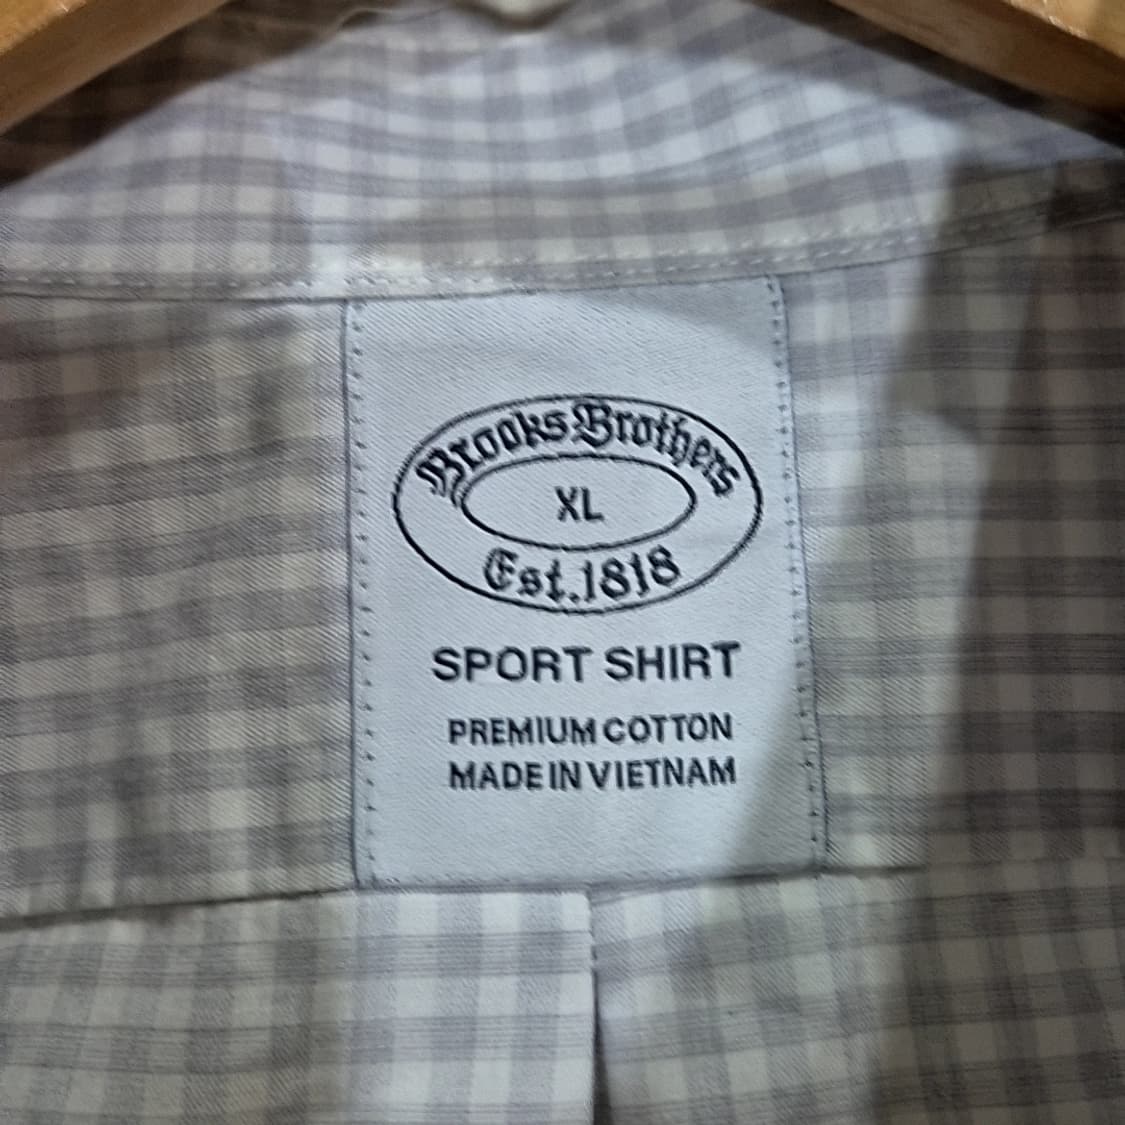 Brooks Brothers
XL
Est.1818
SPORT SHIRT
PREMIUM COTTON
MADE IN VIETNAM